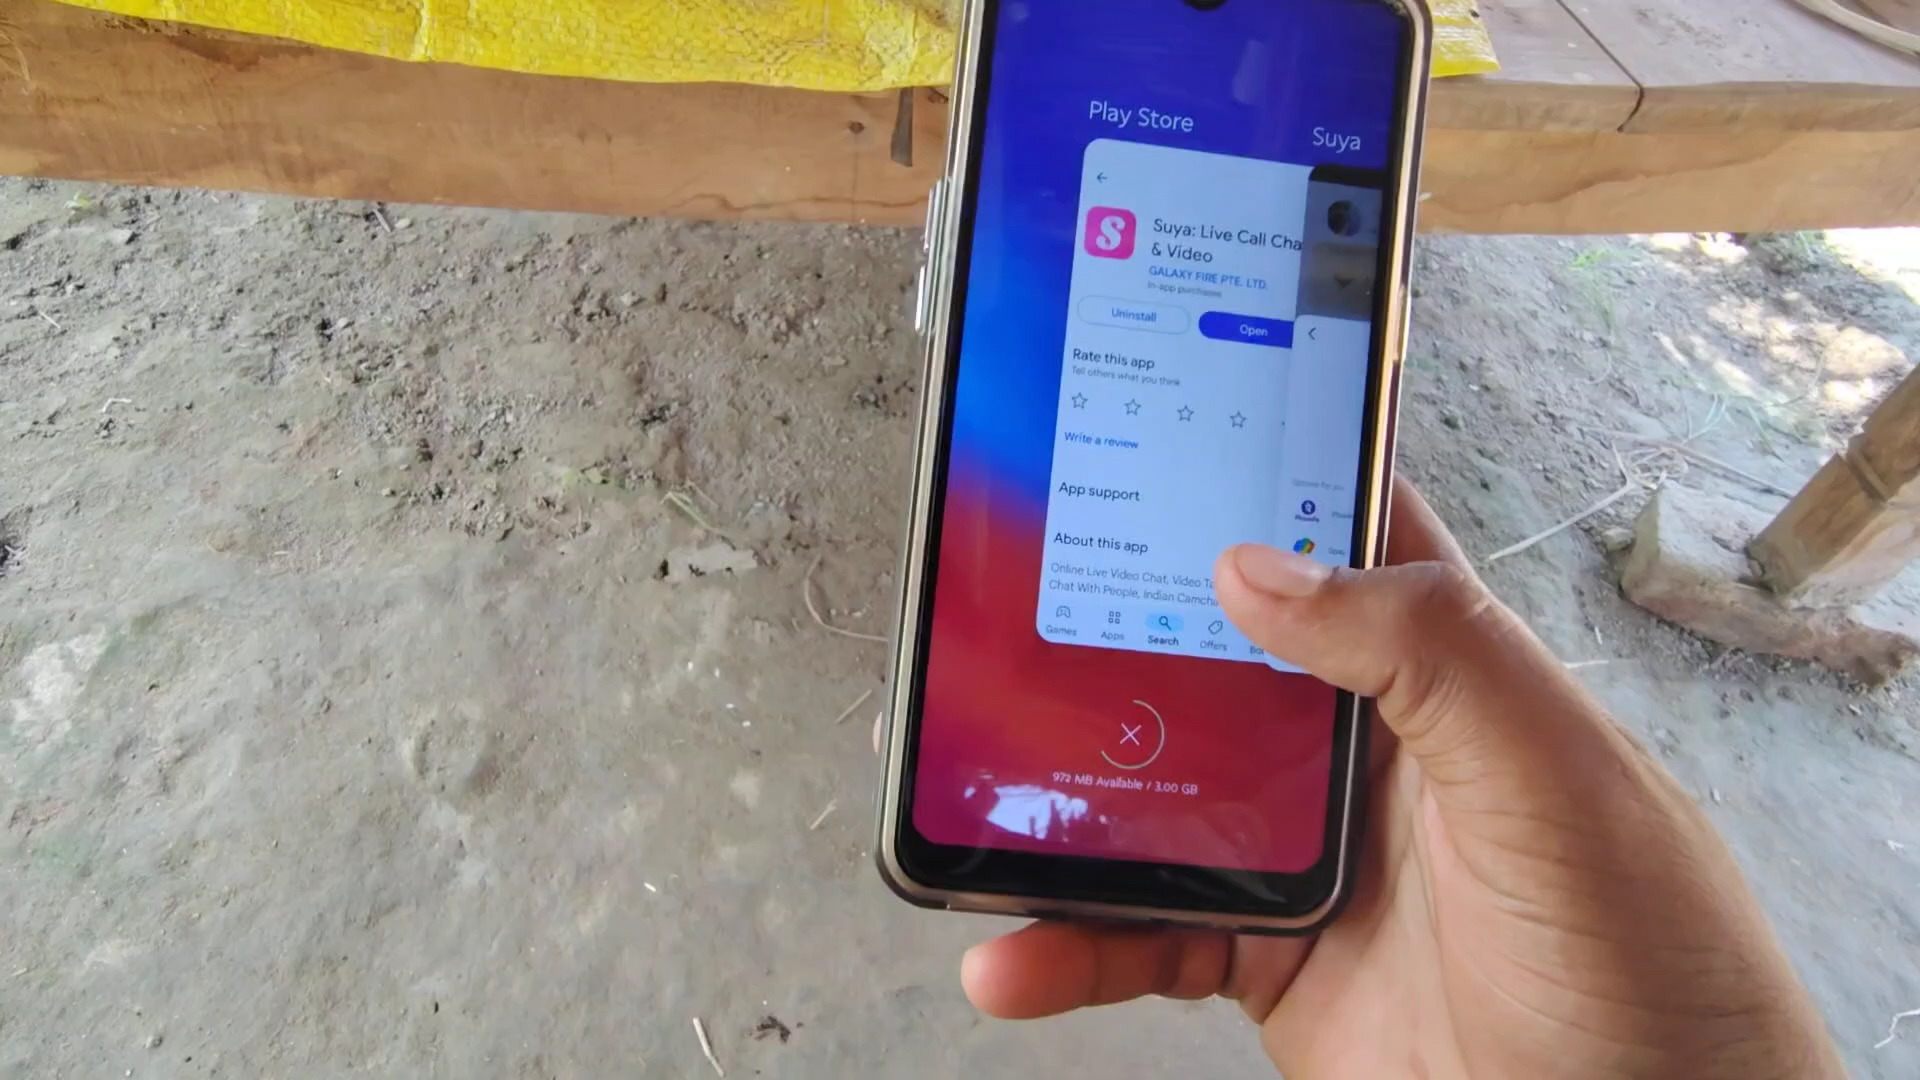 Play Store
Suya
S
Suya: Live Call Cha
& Video
GALAXY FIRE PTE. LTD.
In-app purchases
Uninstall
Open
Rate this app
Tell others what you think
Write a review
App support
About this app
Online Live Video Chat, Video
Chat With People, Indian
Games
Apps
Search
Offers
972 MB Available / 3.00 GB